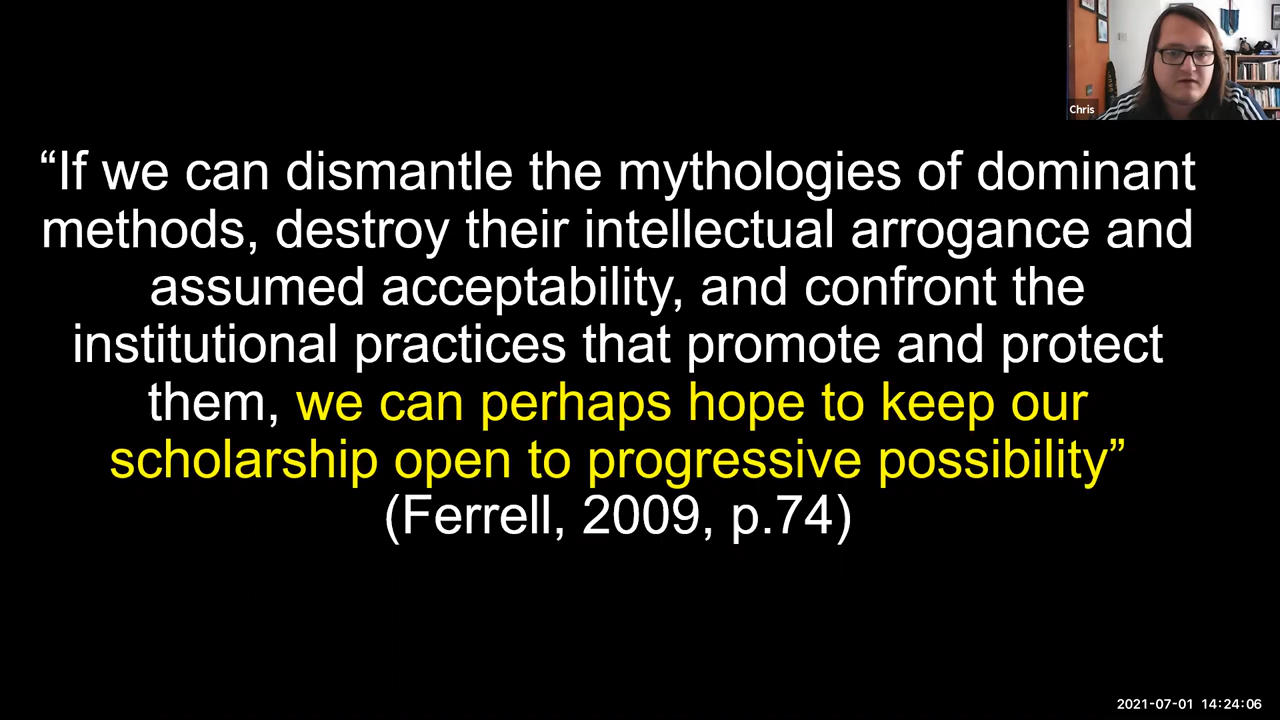 Chris
“If we can dismantle the mythologies of dominant
methods, destroy their intellectual arrogance and
assumed acceptability, and confront the
institutional practices that promote and protect
them, we can perhaps hope to keep our
scholarship open to progressive possibility”
(Ferrell, 2009, p.74)
2021-07-01 14:24:06